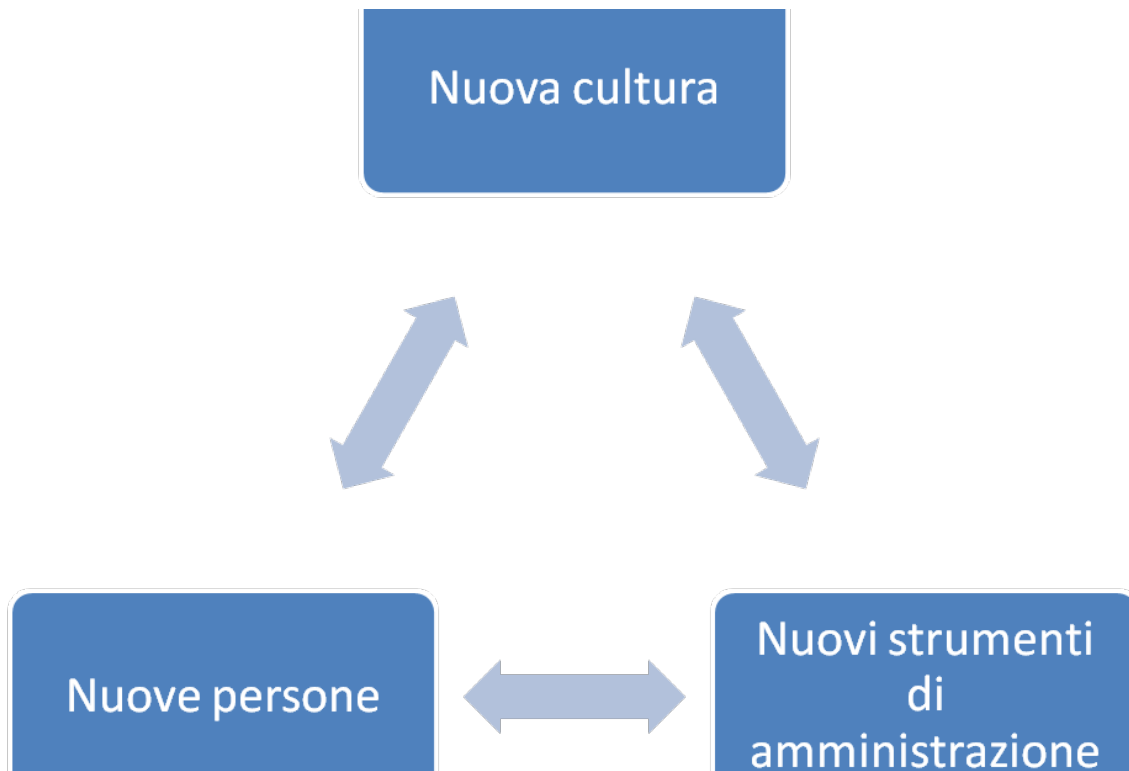 Nuova cultura
Nuove persone
Nuovi strumenti
di
amministrazione